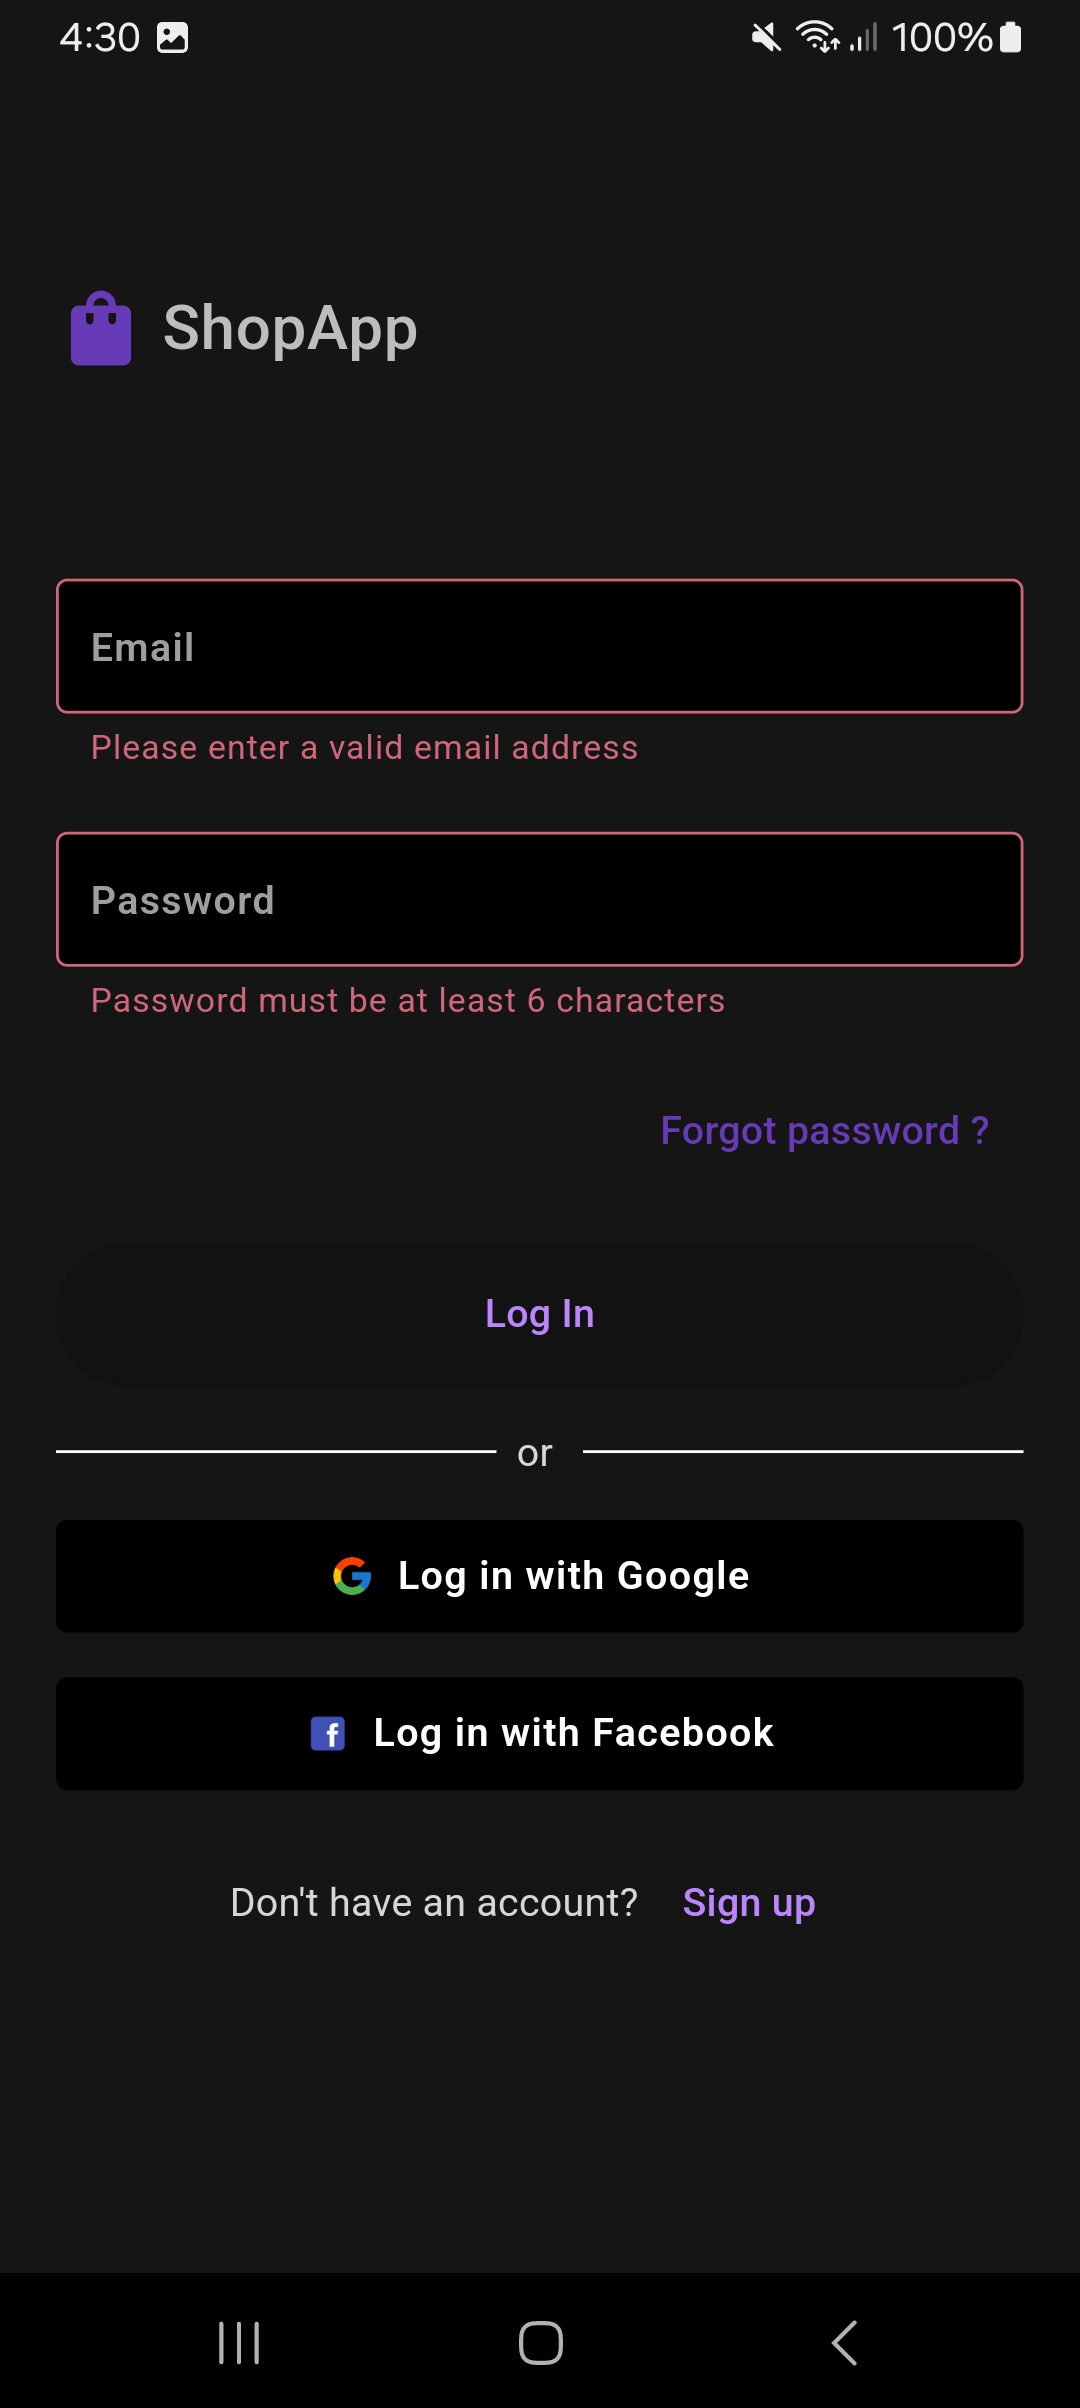 4:30 100%
ShopApp
Email
Please enter a valid email address
Password
Password must be at least 6 characters
Forgot password ?
Log In
or
Log in with Google
f Log in with Facebook
Don't have an account? Sign up